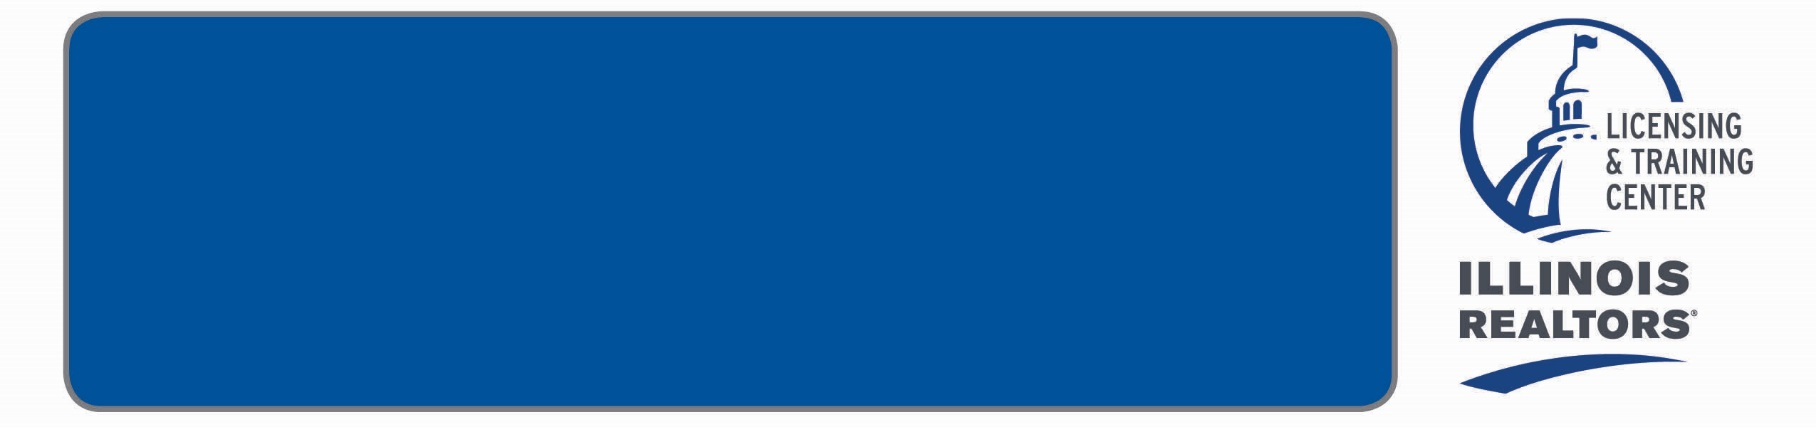 LICENSING
& TRAINING
CENTER
ILLINOIS
REALTORS®